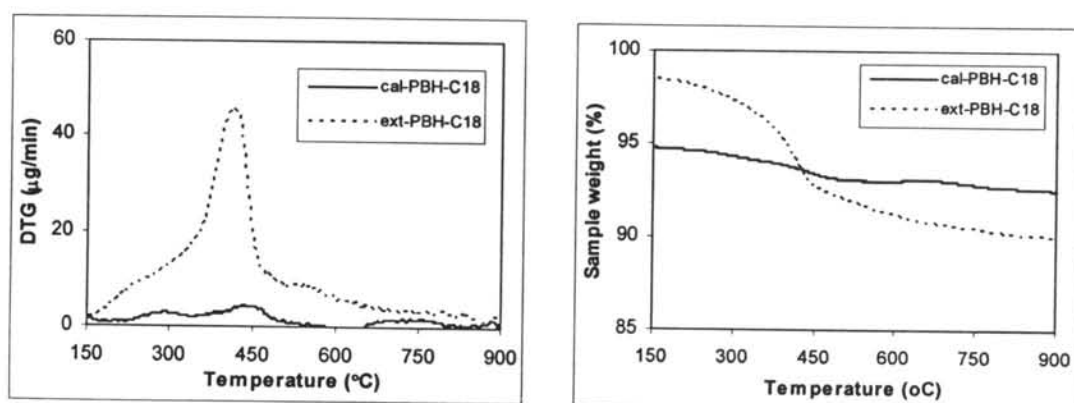 60
40
20
0
DTG (µg/min)
cal-PBH-C18
ext-PBH-C18
150 300 450 600 750 900
Temperature (°C)
100
95
90
85
Sample weight (%)
cal-PBH-C18
ext-PBH-C18
150 300 450 600 750 900
Temperature (oC)